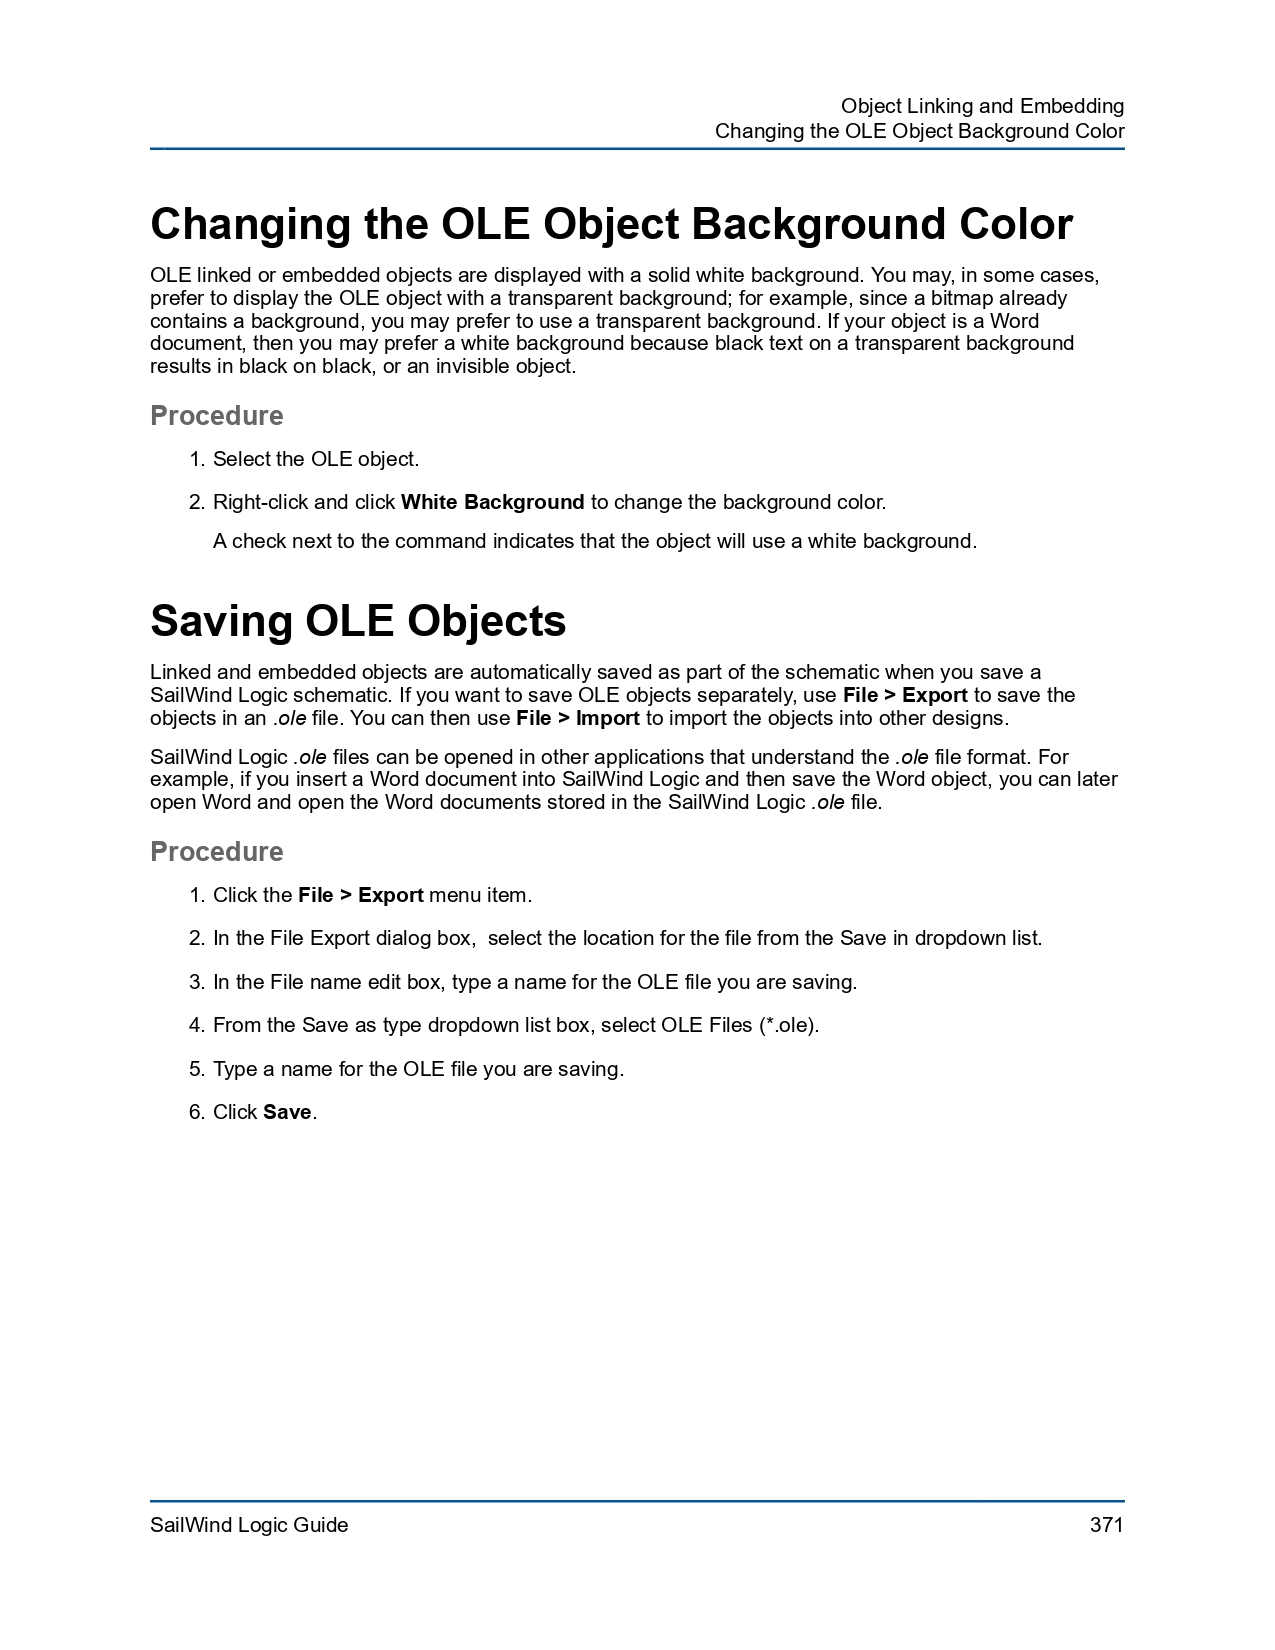 Object Linking and Embedding
Changing the OLE Object Background Color
Changing the OLE Object Background Color
OLE linked or embedded objects are displayed with a solid white background. You may, in some cases,
prefer to display the OLE object with a transparent background; for example, since a bitmap already
contains a background, you may prefer to use a transparent background. If your object is a Word
document, then you may prefer a white background because black text on a transparent background
results in black on black, or an invisible object.
Procedure
1. Select the OLE object.
2. Right-click and click White Background to change the background color.
A check next to the command indicates that the object will use a white background.
Saving OLE Objects
Linked and embedded objects are automatically saved as part of the schematic when you save a
SailWind Logic schematic. If you want to save OLE objects separately, use File > Export to save the
objects in an .ole file. You can then use File > Import to import the objects into other designs.
SailWind Logic .ole files can be opened in other applications that understand the .ole file format. For
example, if you insert a Word document into SailWind Logic and then save the Word object, you can later
open Word and open the Word documents stored in the SailWind Logic .ole file.
Procedure
1. Click the File > Export menu item.
2. In the File Export dialog box,  select the location for the file from the Save in dropdown list.
3. In the File name edit box, type a name for the OLE file you are saving.
4. From the Save as type dropdown list box, select OLE Files (*.ole).
5. Type a name for the OLE file you are saving.
6. Click Save.
SailWind Logic Guide
371